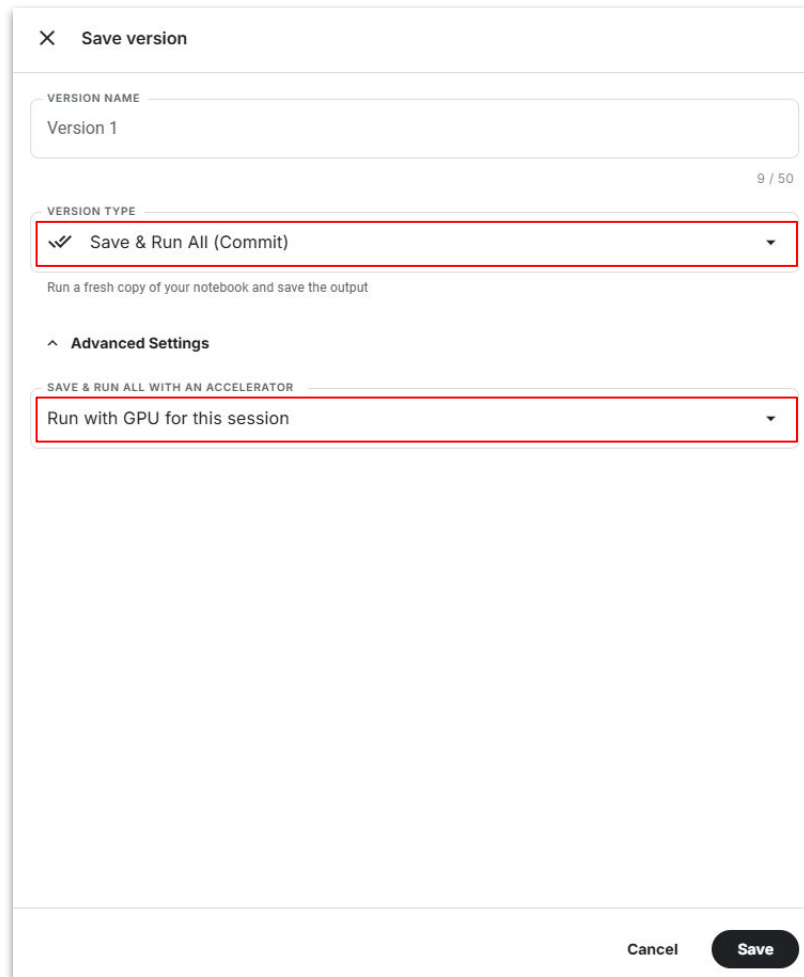 Save version
VERSION NAME
Version 1
9 / 50
VERSION TYPE
Save & Run All (Commit)
Run a fresh copy of your notebook and save the output
Advanced Settings
SAVE & RUN ALL WITH AN ACCELERATOR
Run with GPU for this session
Cancel
Save